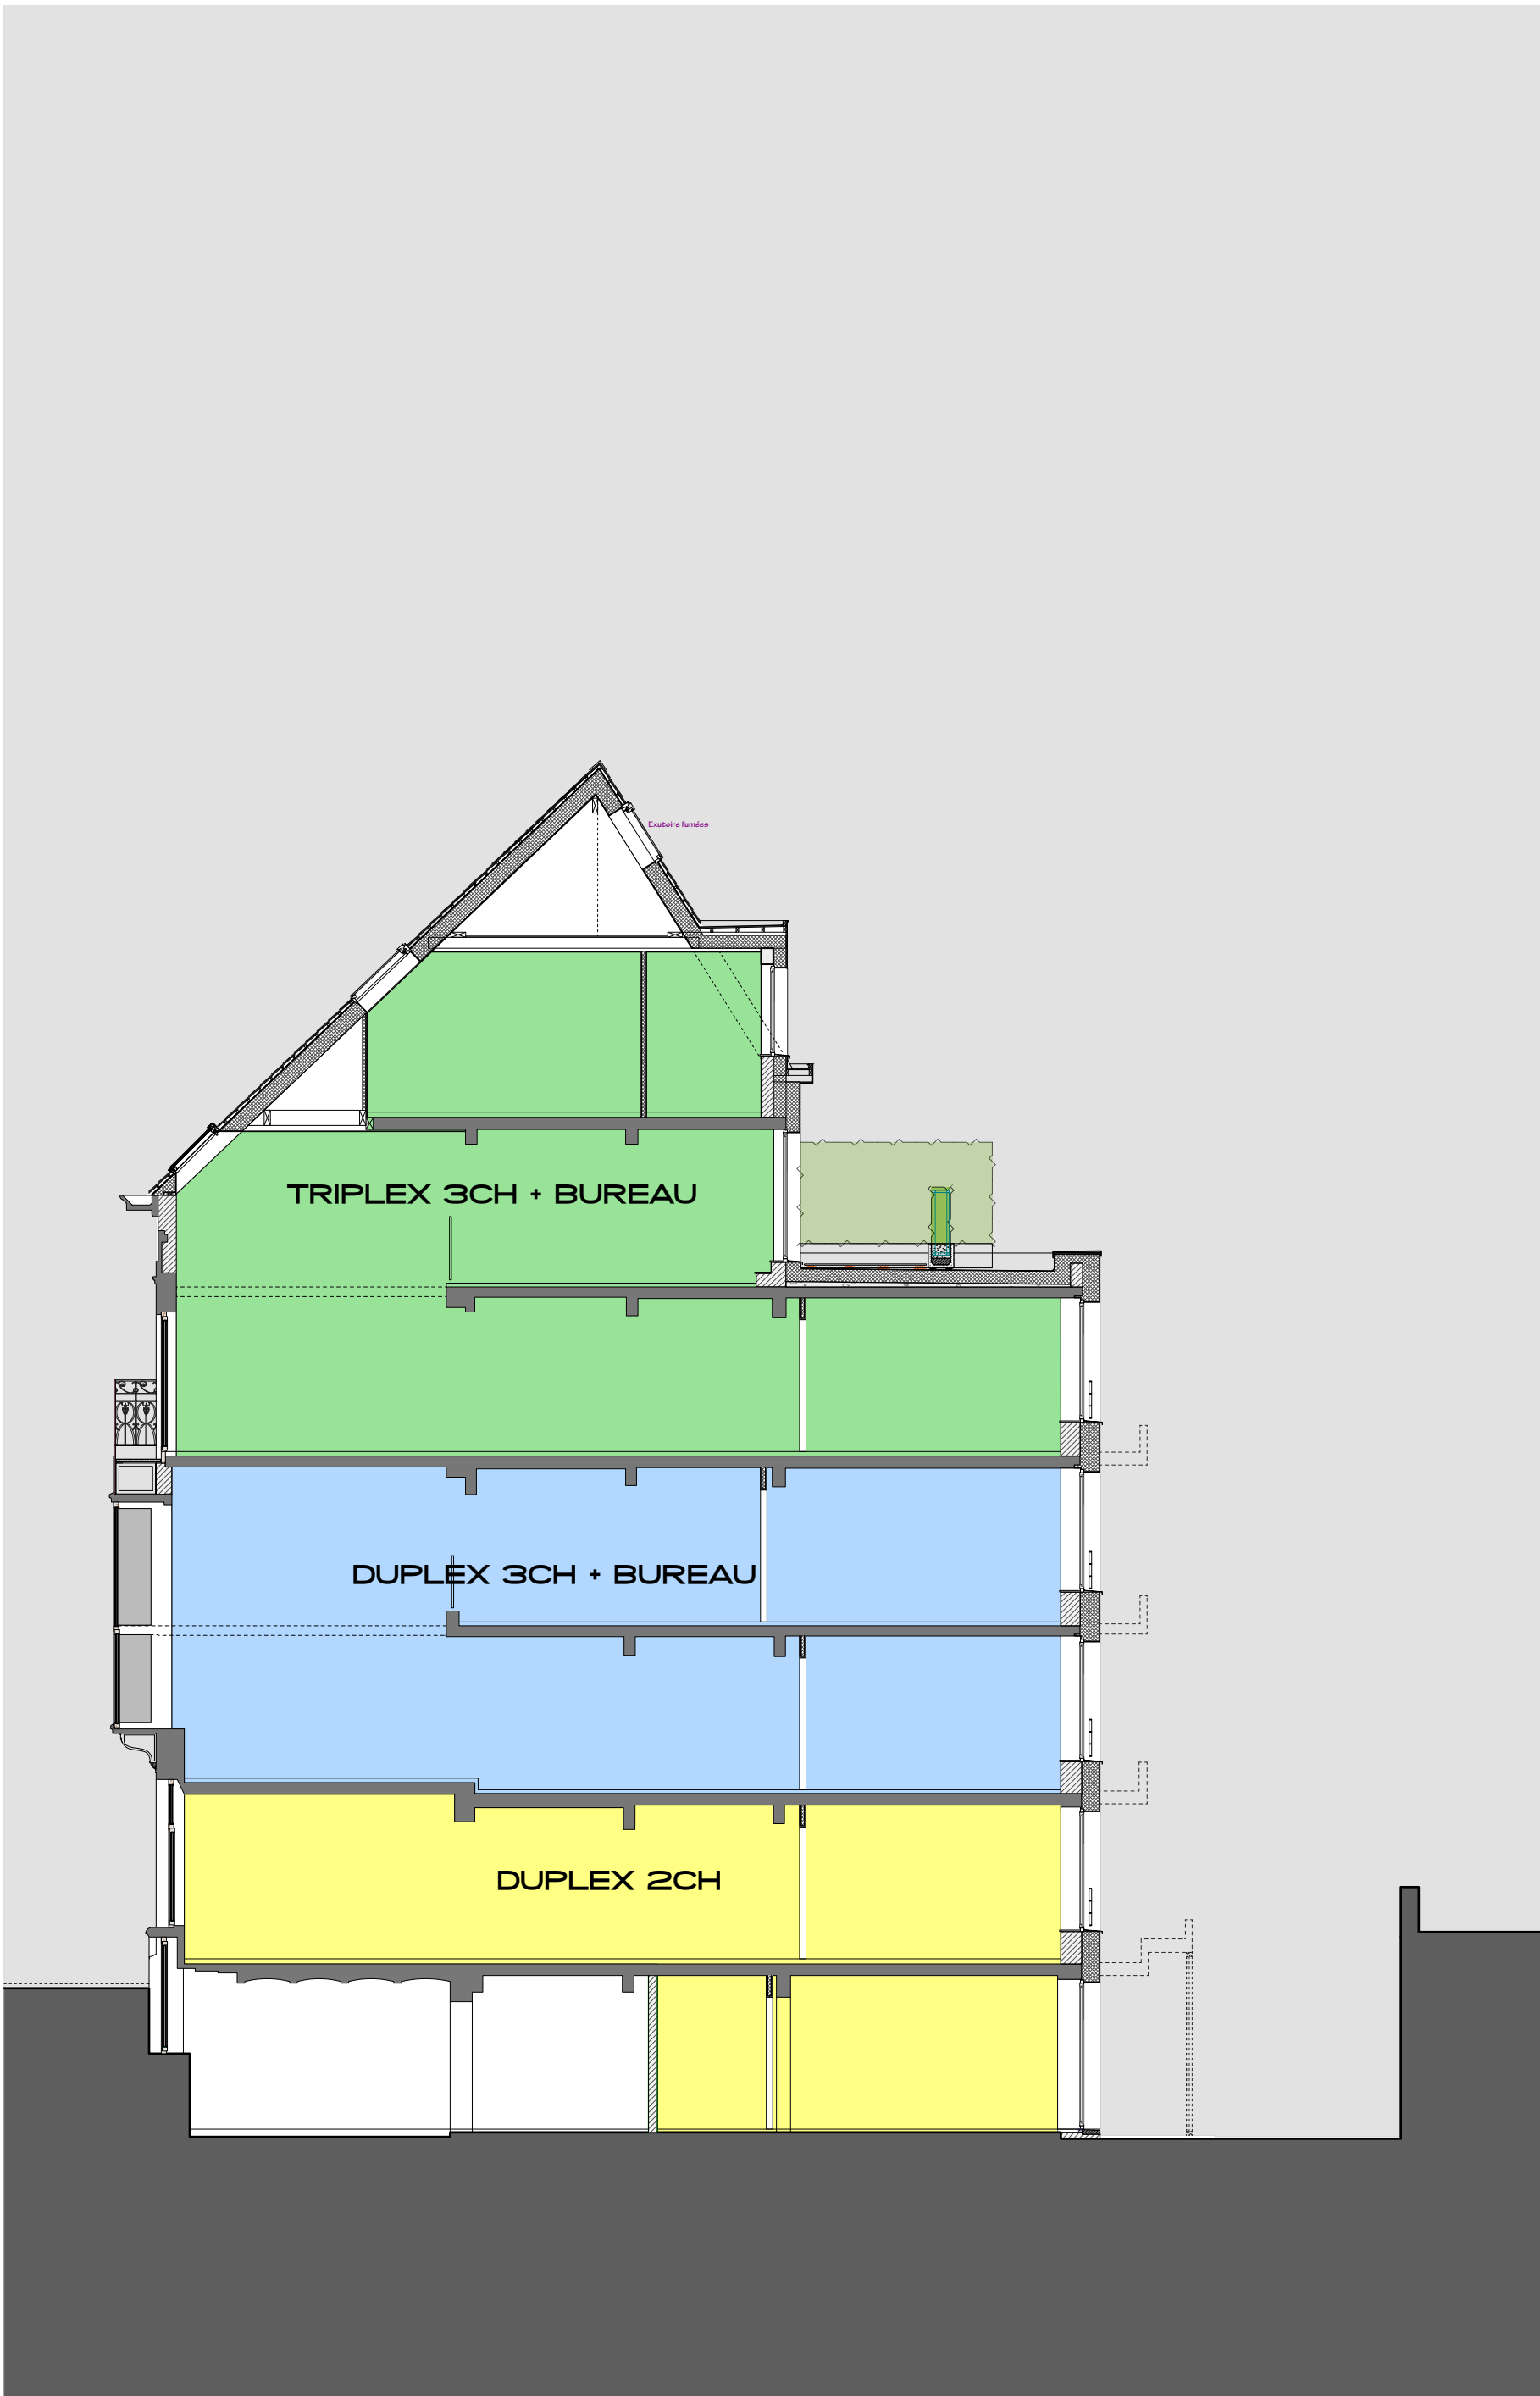 Exutoire fumées
TRIPLEX 3CH + BUREAU
DUPLEX 3CH + BUREAU
DUPLEX 2CH